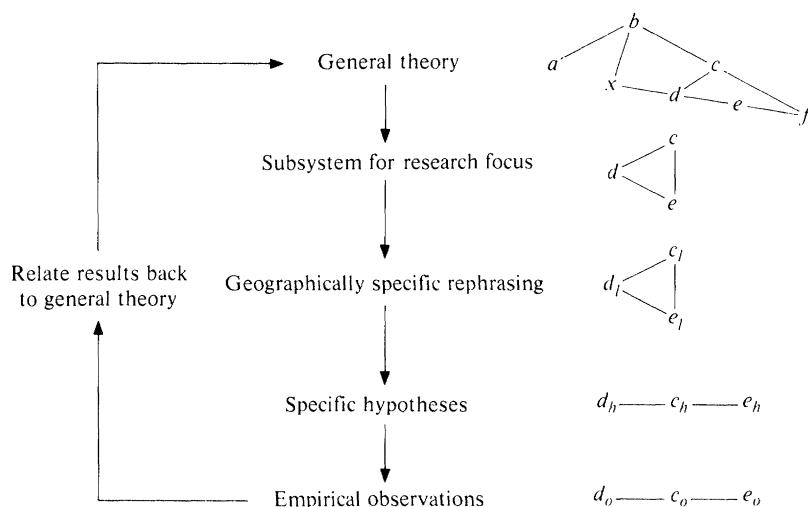 b
General theory
a
c
x
d
e
f
c
Subsystem for research focus
d
e
c_l
Relate results back
to general theory
Geographically specific rephrasing
d_l
e_l
Specific hypotheses
d_h c_h e_h
Empirical observations
d_o c_o e_o